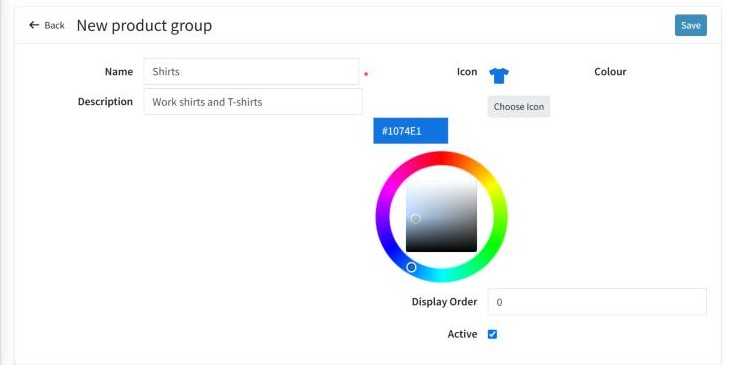 ← Back New product group Save
Name Shirts * Icon Colour
Description Work shirts and T-shirts Choose Icon
#1074E1
Display Order 0
Active